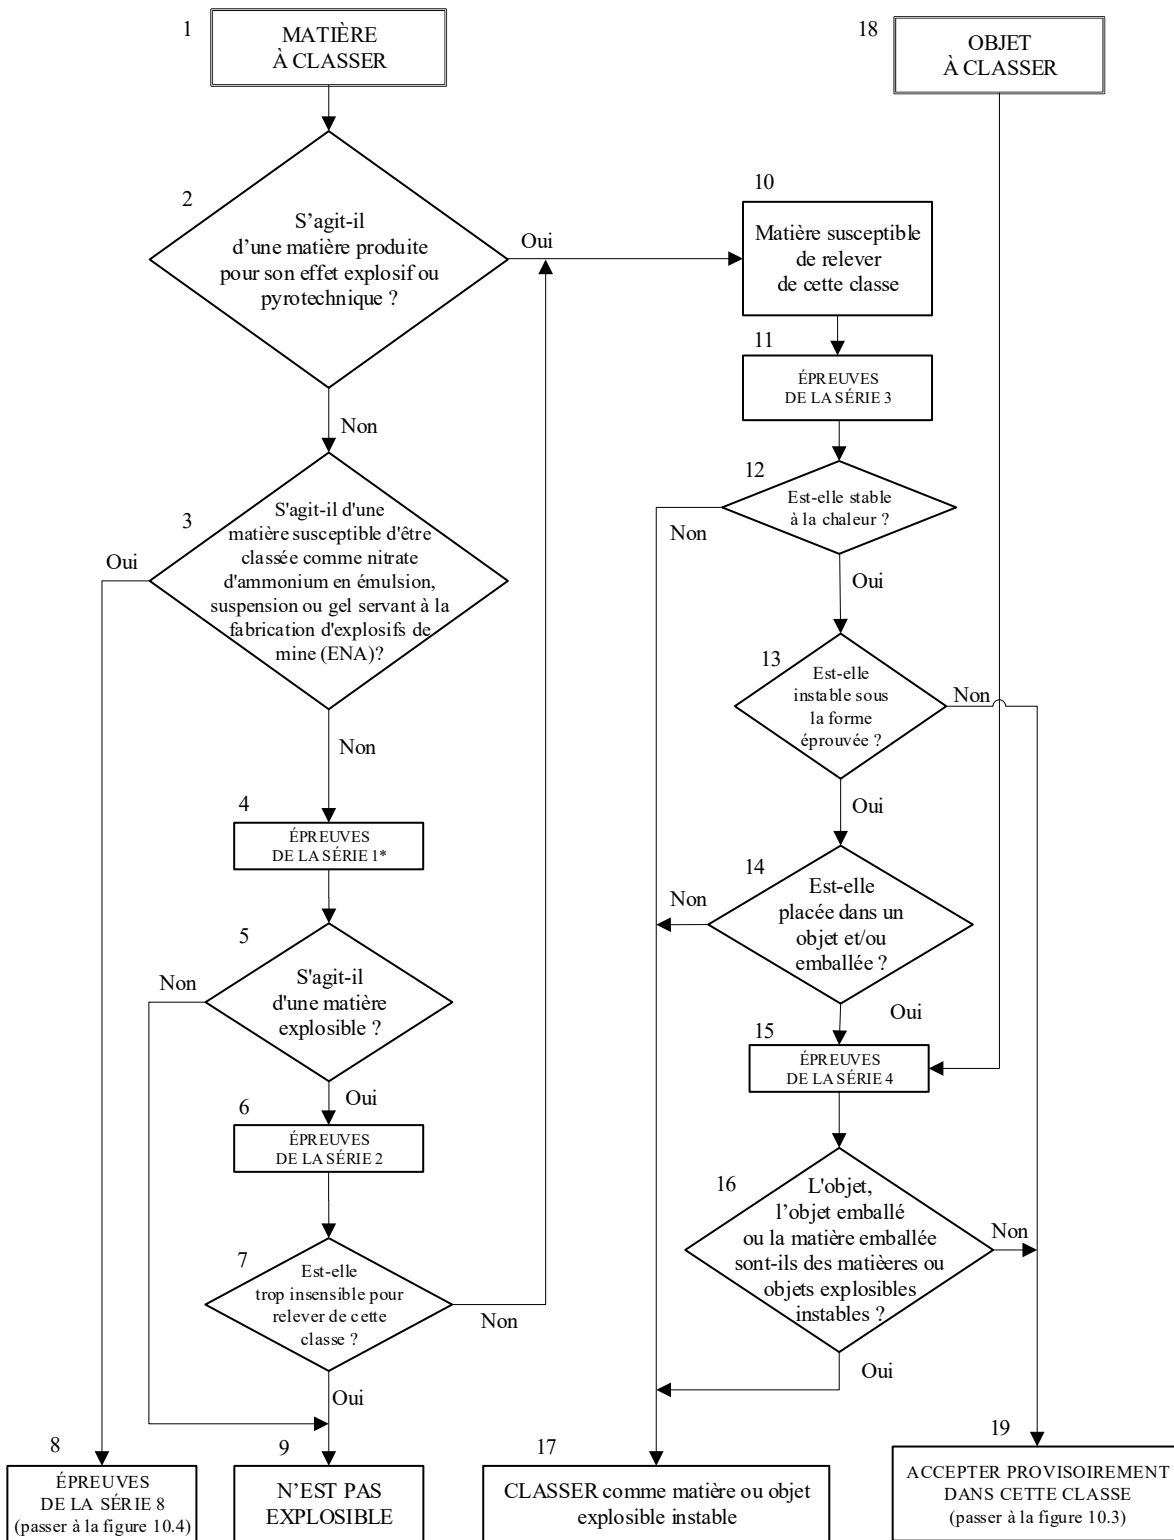 1
MATIÈRE
À CLASSER
18
OBJET
À CLASSER
2
S’agit-il
d’une matière produite
pour son effet explosif ou
pyrotechnique ?
Oui
Non
10
Matière susceptible
de relever
de cette classe
11
ÉPREUVES
DE LA SÉRIE 3
3
S'agit-il d'une
matière susceptible d'être
classée comme nitrate
d'ammonium en émulsion,
suspension ou gel servant à la
fabrication d'explosifs de
mine (ENA)?
Oui
Non
12
Est-elle stable
à la chaleur ?
Non
Oui
13
Est-elle
instable sous
la forme
éprouvée ?
Non
Oui
4
ÉPREUVES
DE LA SÉRIE 1*
14
Est-elle
placée dans un
objet et/ou
emballée ?
Non
Oui
5
S'agit-il
d'une matière
explosible ?
Non
Oui
15
ÉPREUVES
DE LA SÉRIE 4
6
ÉPREUVES
DE LA SÉRIE 2
16
L'objet,
l’objet emballé
ou la matière emballée
sont-ils des matièeres ou
objets explosibles
instables ?
Non
Oui
7
Est-elle
trop insensible pour
relever de cette
classe ?
Non
Oui
8
ÉPREUVES
DE LA SÉRIE 8
(passer à la figure 10.4)
9
N’EST PAS
EXPLOSIBLE
17
CLASSER comme matière ou objet
explosible instable
19
ACCEPTER PROVISOIREMENT
DANS CETTE CLASSE
(passer à la figure 10.3)